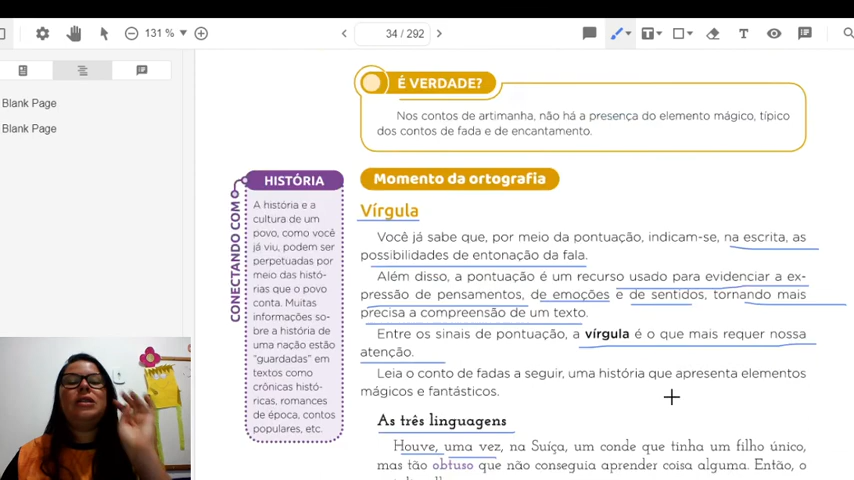 131 %
34 / 292
Blank Page
Blank Page
É VERDADE?
Nos contos de artimanha, não há a presença do elemento mágico, típico
dos contos de fada e de encantamento.
CONECTANDO COM
HISTÓRIA
A história e a
cultura de um
povo, como você
já viu, podem ser
perpetuadas por
meio das histó-
rias que o povo
conta. Muitas
informações so-
bre a história de
uma nação estão
“guardadas” em
textos como
crônicas histó-
ricas, romances
de época, contos
populares, etc.
Momento da ortografia
Vírgula
Você já sabe que, por meio da pontuação, indicam-se, na escrita, as
possibilidades de entonação da fala.
Além disso, a pontuação é um recurso usado para evidenciar a ex-
pressão de pensamentos, de emoções e de sentidos, tornando mais
precisa a compreensão de um texto.
Entre os sinais de pontuação, a vírgula é o que mais requer nossa
atenção.
Leia o conto de fadas a seguir, uma história que apresenta elementos
mágicos e fantásticos.
As três linguagens
Houve, uma vez, na Suíça, um conde que tinha um filho único,
mas tão obtuso que não conseguia aprender coisa alguma. Então, o